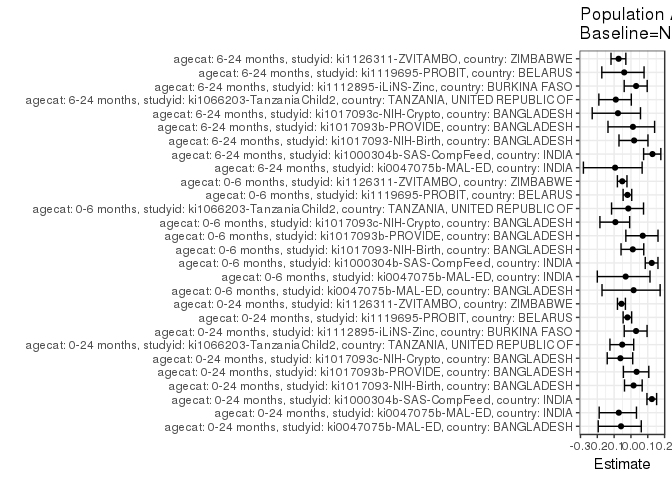 Population
Baseline=N
agecat: 6-24 months, studyid: ki1126311-ZVITAMBO, country: ZIMBABWE
agecat: 6-24 months, studyid: ki1119695-PROBIT, country: BELARUS
agecat: 6-24 months, studyid: ki1112895-iLiNS-Zinc, country: BURKINA FASO
agecat: 6-24 months, studyid: ki1066203-TanzaniaChild2, country: TANZANIA, UNITED REPUBLIC OF
agecat: 6-24 months, studyid: ki1017093c-NIH-Crypto, country: BANGLADESH
agecat: 6-24 months, studyid: ki1017093b-PROVIDE, country: BANGLADESH
agecat: 6-24 months, studyid: ki1017093-NIH-Birth, country: BANGLADESH
agecat: 6-24 months, studyid: ki1000304b-SAS-CompFeed, country: INDIA
agecat: 6-24 months, studyid: ki0047075b-MAL-ED, country: INDIA
agecat: 0-6 months, studyid: ki1126311-ZVITAMBO, country: ZIMBABWE
agecat: 0-6 months, studyid: ki1119695-PROBIT, country: BELARUS
agecat: 0-6 months, studyid: ki1066203-TanzaniaChild2, country: TANZANIA, UNITED REPUBLIC OF
agecat: 0-6 months, studyid: ki1017093c-NIH-Crypto, country: BANGLADESH
agecat: 0-6 months, studyid: ki1017093b-PROVIDE, country: BANGLADESH
agecat: 0-6 months, studyid: ki1017093-NIH-Birth, country: BANGLADESH
agecat: 0-6 months, studyid: ki1000304b-SAS-CompFeed, country: INDIA
agecat: 0-6 months, studyid: ki0047075b-MAL-ED, country: INDIA
agecat: 0-6 months, studyid: ki0047075b-MAL-ED, country: BANGLADESH
agecat: 0-24 months, studyid: ki1126311-ZVITAMBO, country: ZIMBABWE
agecat: 0-24 months, studyid: ki1119695-PROBIT, country: BELARUS
agecat: 0-24 months, studyid: ki1112895-iLiNS-Zinc, country: BURKINA FASO
agecat: 0-24 months, studyid: ki1066203-TanzaniaChild2, country: TANZANIA, UNITED REPUBLIC OF
agecat: 0-24 months, studyid: ki1017093c-NIH-Crypto, country: BANGLADESH
agecat: 0-24 months, studyid: ki1017093b-PROVIDE, country: BANGLADESH
agecat: 0-24 months, studyid: ki1017093-NIH-Birth, country: BANGLADESH
agecat: 0-24 months, studyid: ki1000304b-SAS-CompFeed, country: INDIA
agecat: 0-24 months, studyid: ki0047075b-MAL-ED, country: INDIA
agecat: 0-24 months, studyid: ki0047075b-MAL-ED, country: BANGLADESH
-0.3-0.2-0.1 0.0 0.1 0.2
Estimate